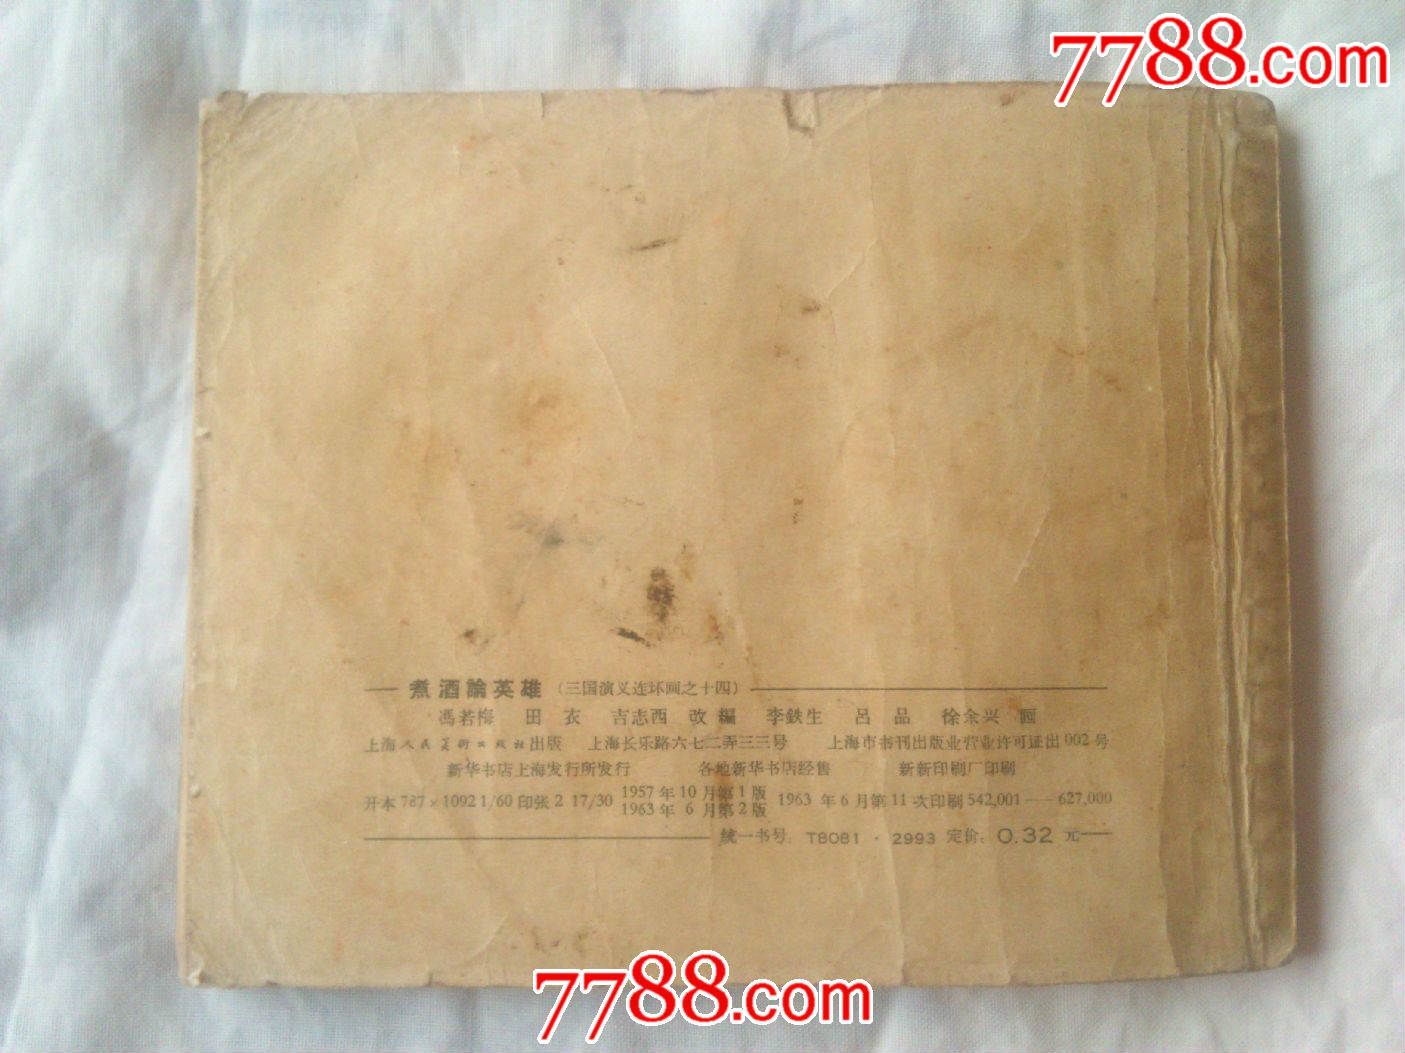 7788.com
煮酒論英雄 (三国演义连环画之十四)
馮若梅 田衣 吉志西 改編 李鉄生 呂品 徐余兴 画
上海人民美術出版社出版 上海长乐路六七二弄三三号 上海市书刊出版业营业许可证出002号
新华书店上海发行所发行 各地新华书店经售 新新印刷厂印刷
开本 787×1092 1/60 印张 2 17/30 1957年10月第1版 1963年6月第2版 1963年6月第11次印刷 542,001——627,000
統一书号: T8081·2993 定价: 0.32 元
7788.com